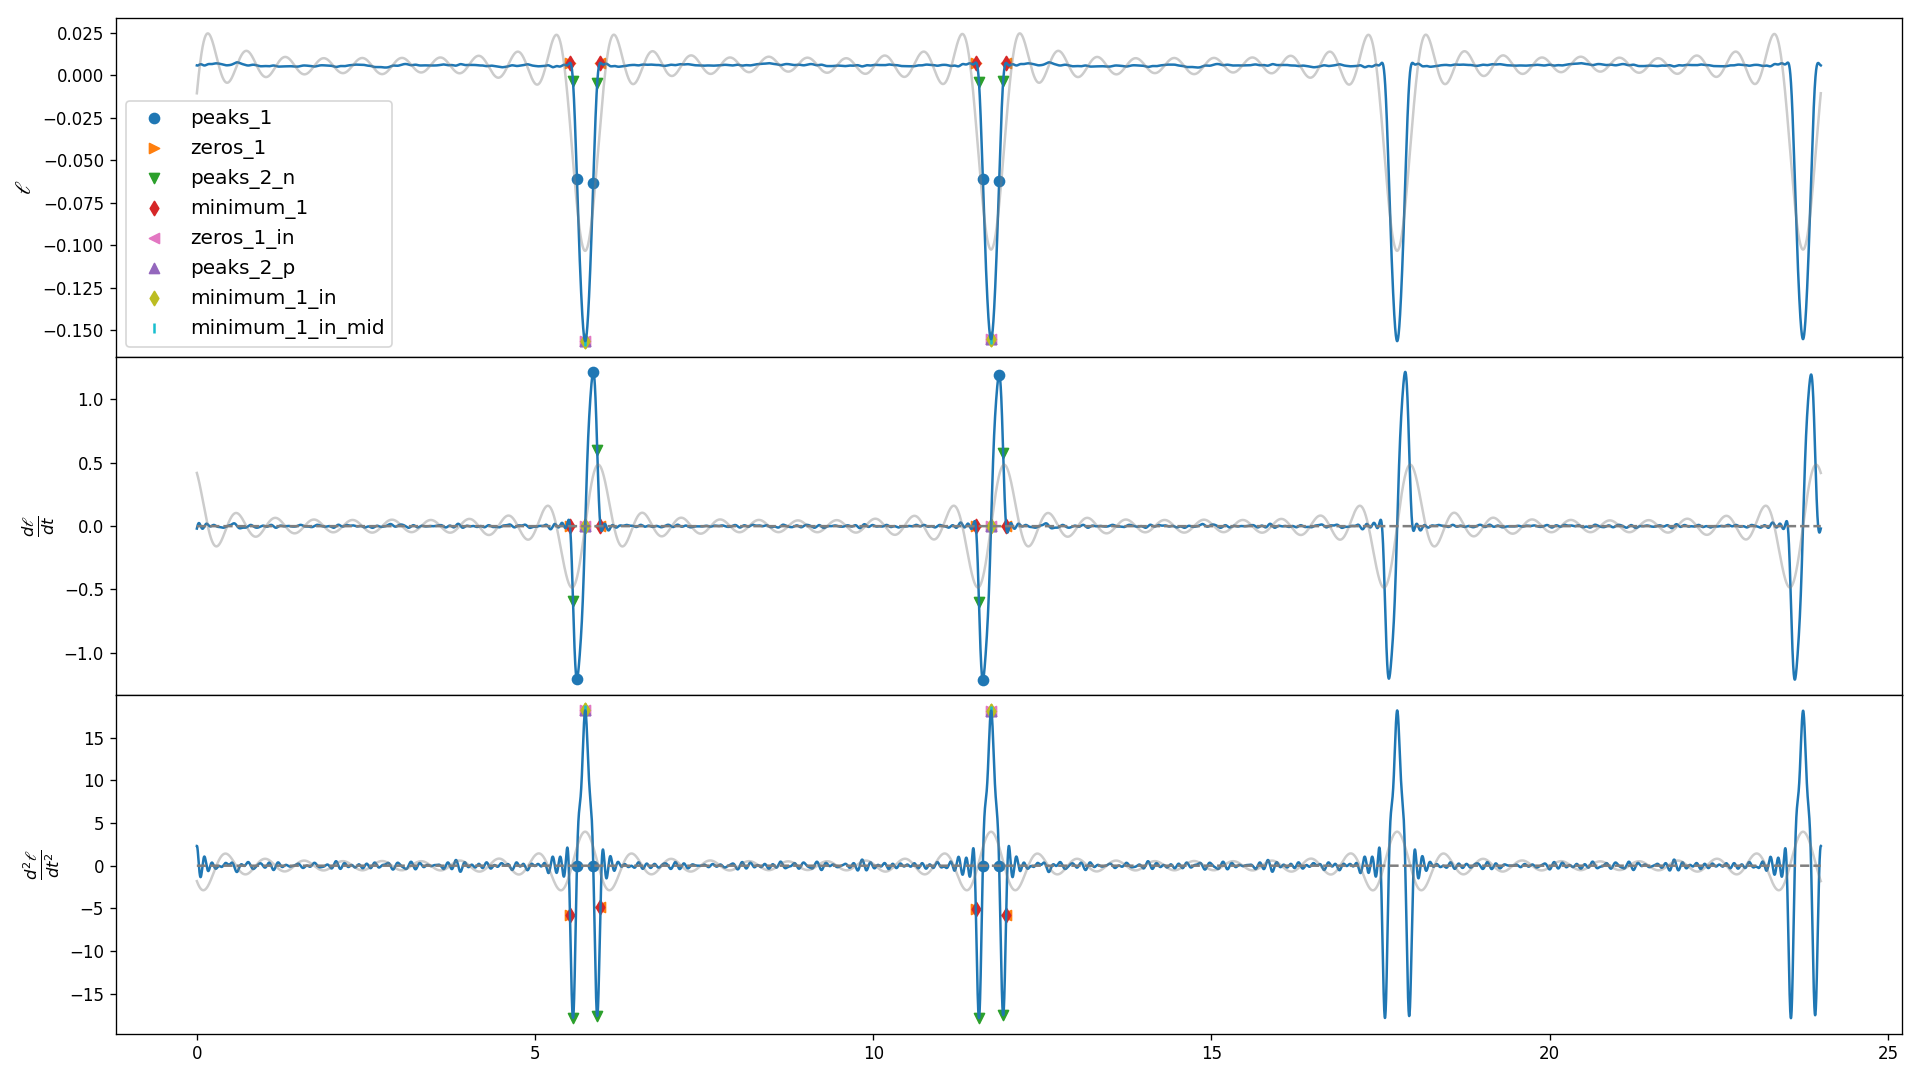 0.025
0.000
−0.025
−0.050
−0.075
−0.100
−0.125
−0.150
ℓ
peaks_1
zeros_1
peaks_2_n
minimum_1
zeros_1_in
peaks_2_p
minimum_1_in
minimum_1_in_mid
1.0
0.5
0.0
−0.5
−1.0
dℓ
dt
15
10
5
0
−5
−10
−15
d²ℓ
dt²
0 5 10 15 20 25